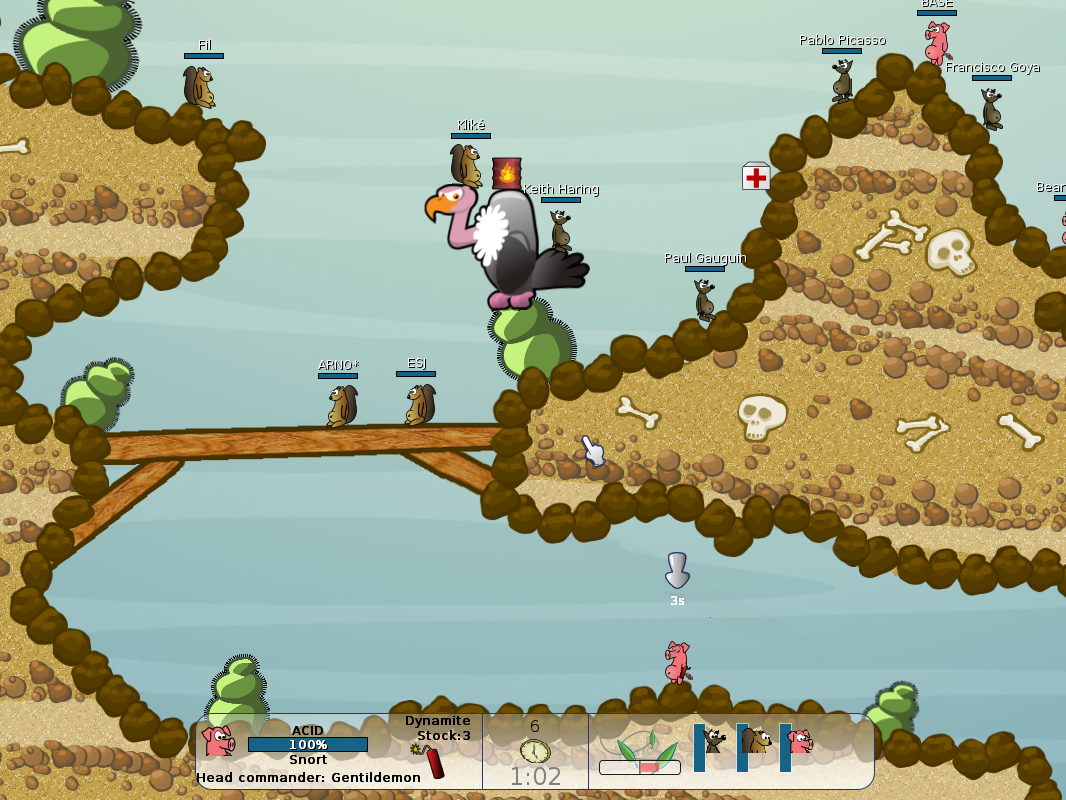 BASE
Pablo Picasso
Fil
Francisco Goya
Kliké
Keith Haring
Bear
Paul Gauguin
ARNO*
ESJ
3s
Dynamite
Stock:3
6
ACID
100%
Snort
1:02
Head commander: Gentildemon